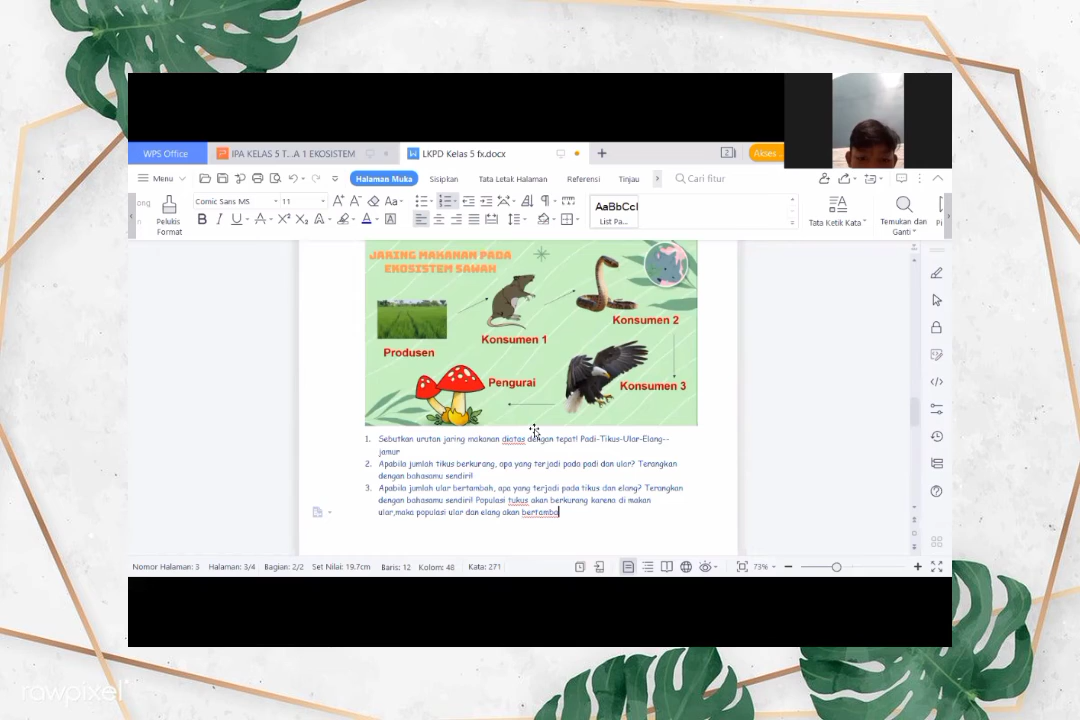 WPS Office
IPA KELAS 5 T...A 1 EKOSISTEM
LKPD Kelas 5 fx.docx
+
2
Akses
Menu
Halaman Muka
Sisipkan
Tata Letak Halaman
Referensi
Tinjau
Cari fitur
ong
n
Pelukis
Format
Comic Sans MS
11
AaBbCcI
List Pa...
Tata Ketik Kata
Temukan dan
Ganti
Pi
JARING MAKANAN PADA
EKOSISTEM SAWAH
Produsen
Konsumen 1
Konsumen 2
Konsumen 3
Pengurai
1. Sebutkan urutan jaring makanan diatas dengan tepat! Padi-Tikus-Ular-Elang--
jamur
2. Apabila jumlah tikus berkurang, apa yang terjadi pada padi dan ular? Terangkan
dengan bahasamu sendiri!
3. Apabila jumlah ular bertambah, apa yang terjadi pada tikus dan elang? Terangkan
dengan bahasamu sendiri! Populasi tukus akan berkurang karena di makan
ular,maka populasi ular dan elang akan bertamba
Nomor Halaman: 3 Halaman: 3/4 Bagian: 2/2 Set Nilai: 19.7cm Baris: 12 Kolom: 48 Kata: 271
73%
rawpixel